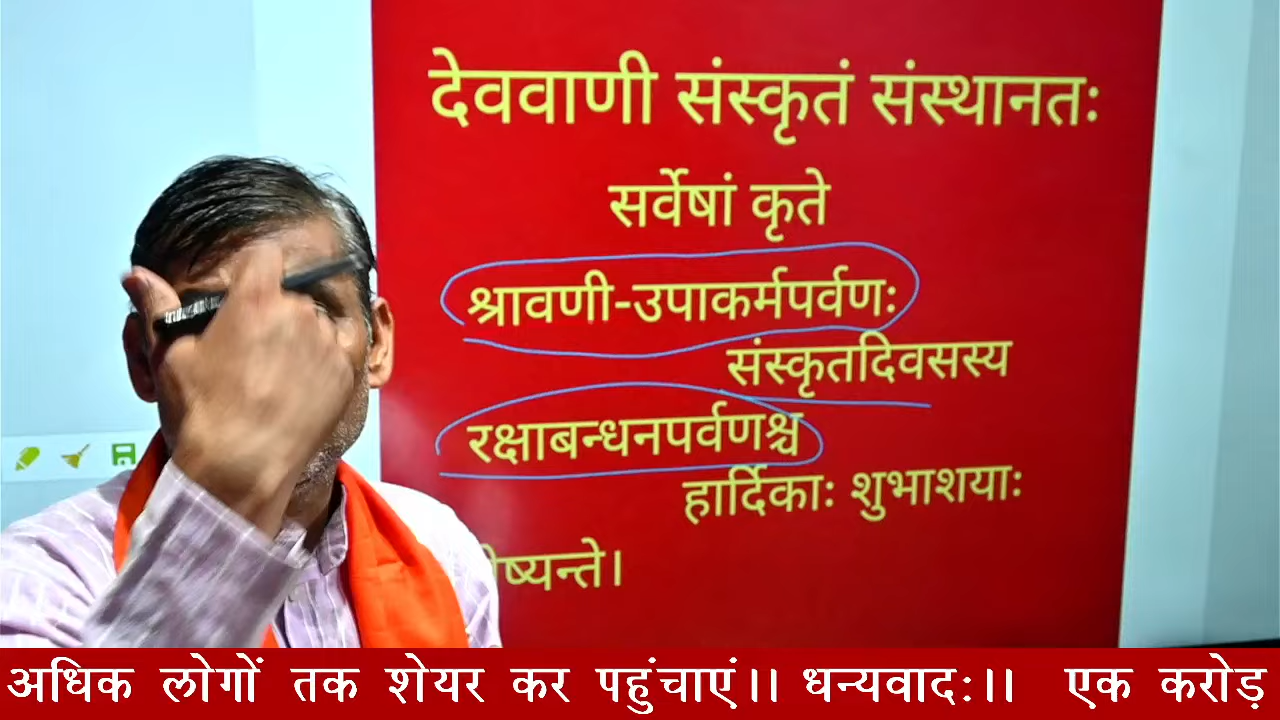 देववाणी संस्कृतं संस्थानतः
सर्वेषां कृते
श्रावणी-उपाकर्मपर्वणः
संस्कृतदिवसस्य
रक्षाबन्धनपर्वणश्च
हार्दिकाः शुभाशयाः
अधिक लोगों तक शेयर कर पहुंचाएं।। धन्यवादः।। एक करोड़